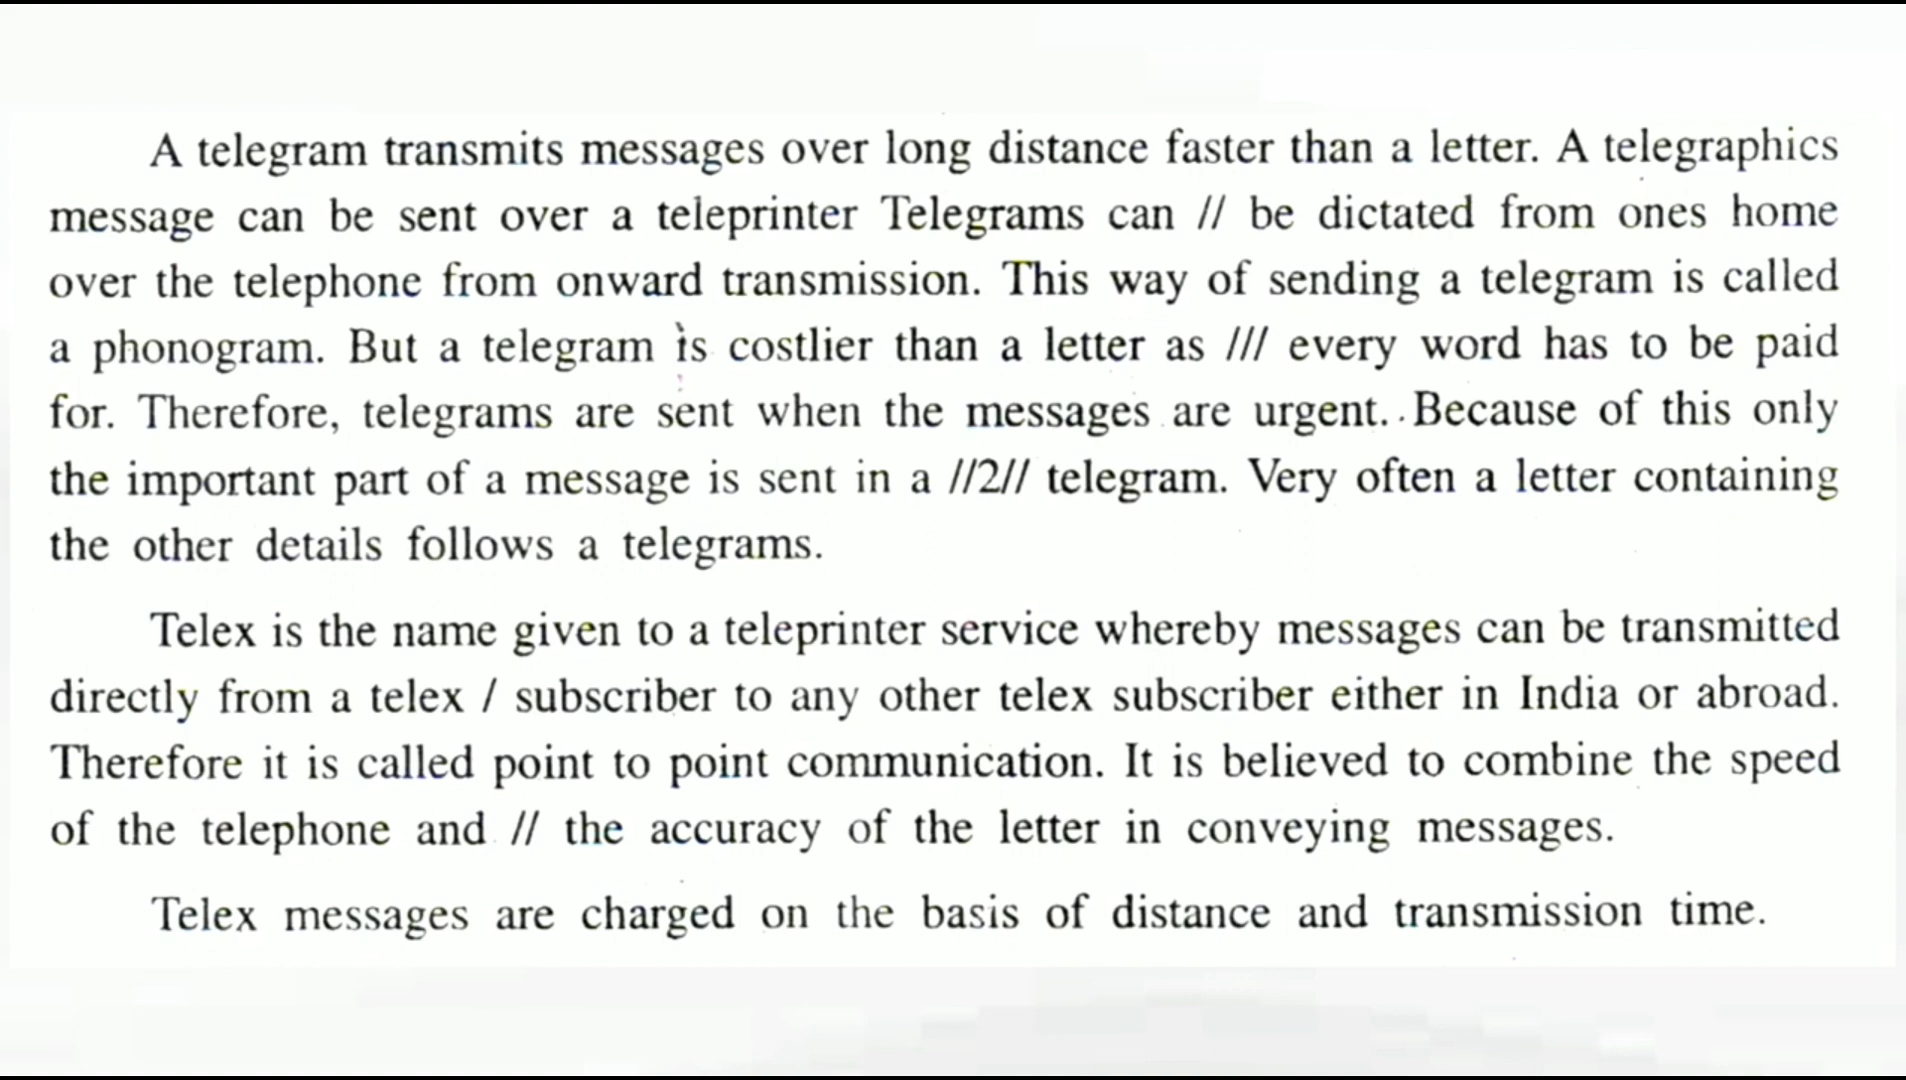 A telegram transmits messages over long distance faster than a letter. A telegraphics
message can be sent over a teleprinter Telegrams can // be dictated from ones home
over the telephone from onward transmission. This way of sending a telegram is called
a phonogram. But a telegram is costlier than a letter as /// every word has to be paid
for. Therefore, telegrams are sent when the messages are urgent. Because of this only
the important part of a message is sent in a //2// telegram. Very often a letter containing
the other details follows a telegrams.
Telex is the name given to a teleprinter service whereby messages can be transmitted
directly from a telex / subscriber to any other telex subscriber either in India or abroad.
Therefore it is called point to point communication. It is believed to combine the speed
of the telephone and // the accuracy of the letter in conveying messages.
Telex messages are charged on the basis of distance and transmission time.